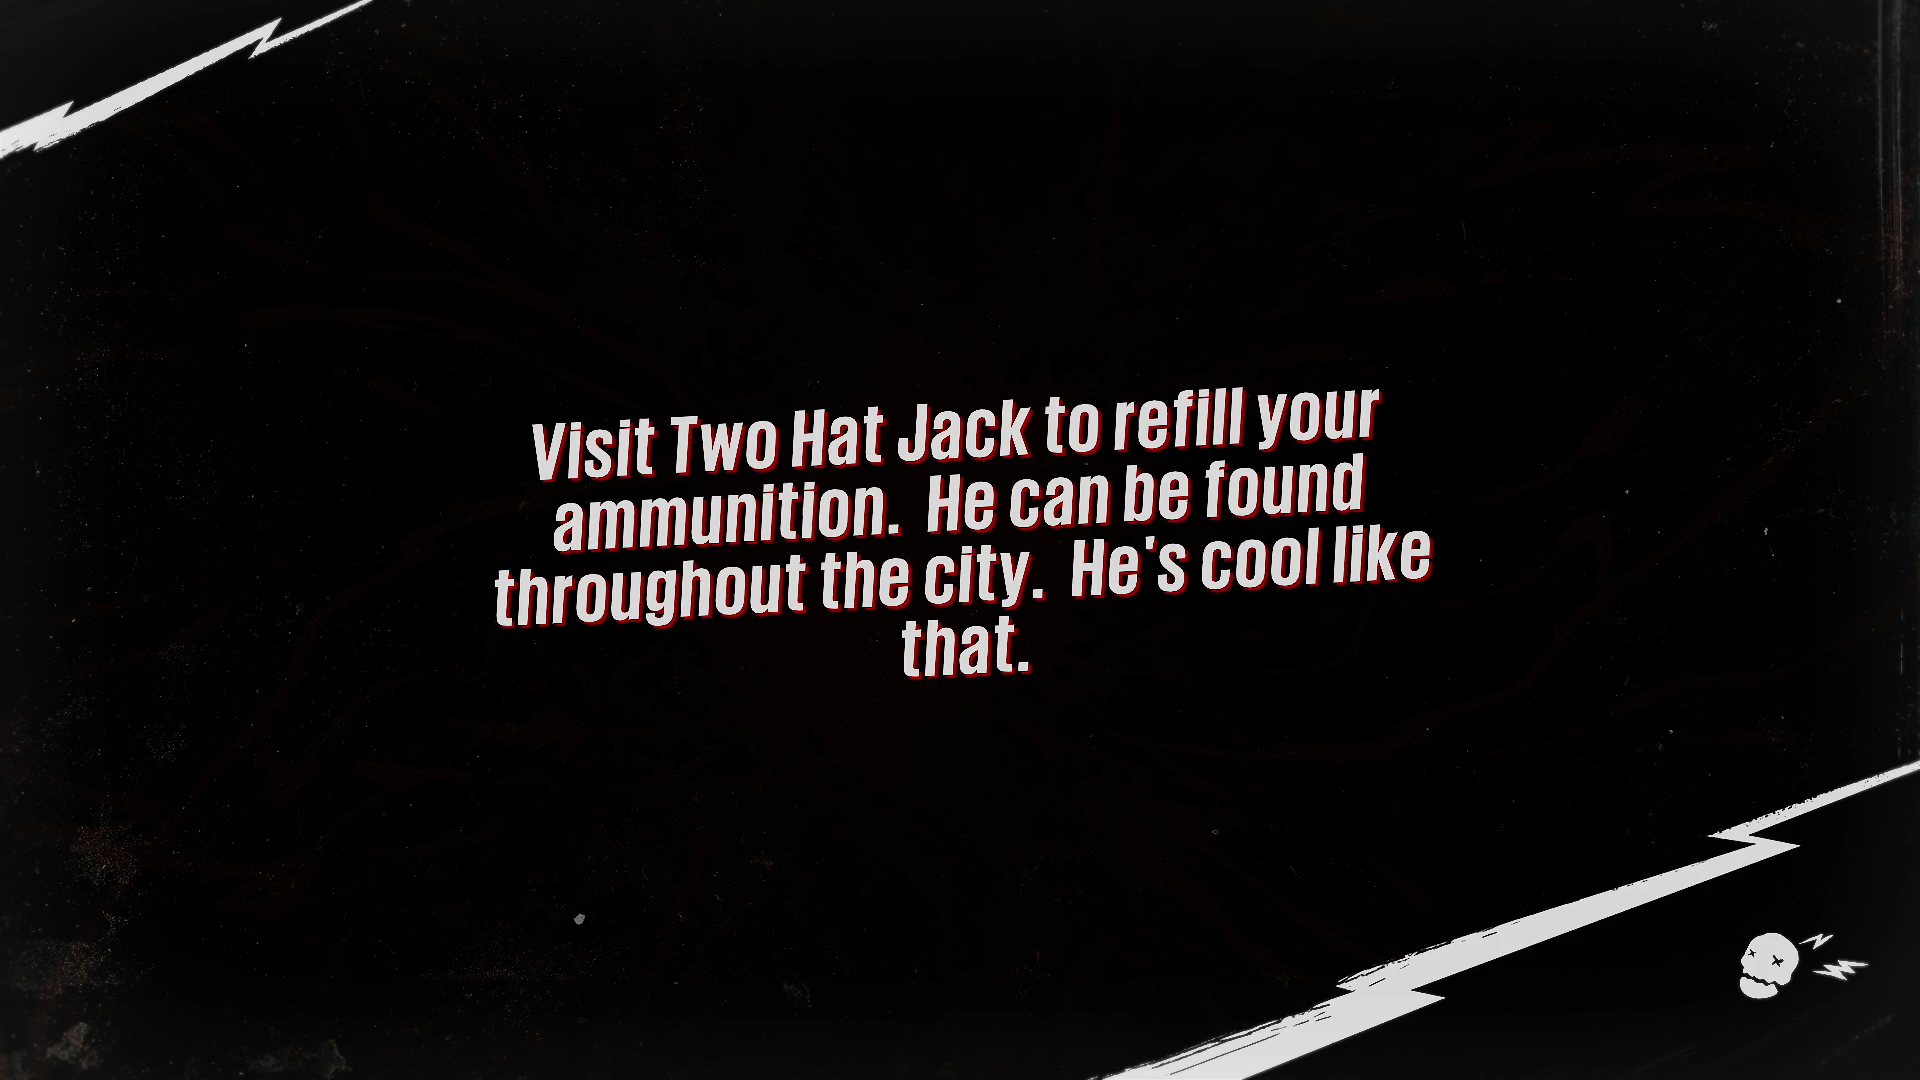 Visit Two Hat Jack to refill your
ammunition.  He can be found
throughout the city.  He's cool like
that.